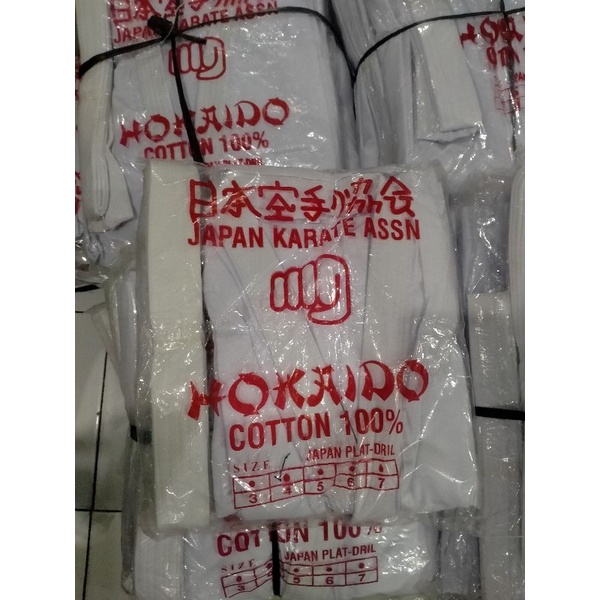 日本空手
JAPAN KARATE ASSN
HOKAIDO
COTTON 100%
日本空手協会
JAPAN KARATE ASSN
HOKAIDO
COTTON 100%
JAPAN PLAT-DRIL
SIZE
3 4 5 6 7
COTTON 100%
JAPAN PLAT-DRIL
SIZE
3 5 6 7